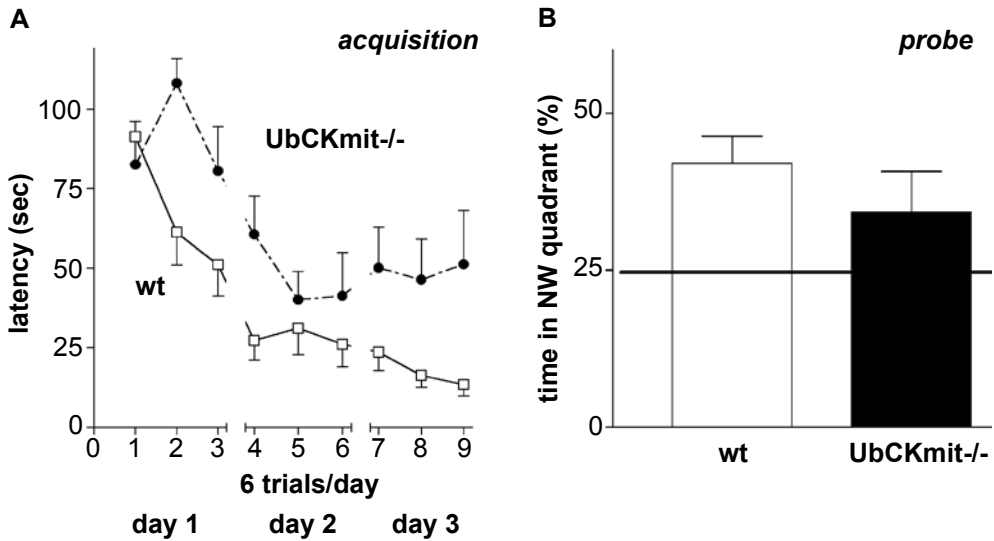 A
acquisition
latency (sec)
100
75
50
25
0
UbCKmit-/-
wt
0 1 2 3 4 5 6 7 8 9
6 trials/day
day 1 day 2 day 3
B
probe
time in NW quadrant (%)
50
25
0
wt UbCKmit-/-